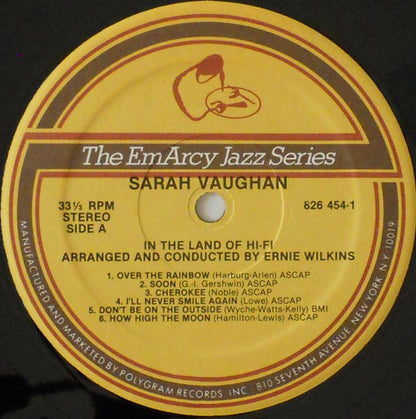 The EmArcy Jazz Series
SARAH VAUGHAN
33⅓ RPM
STEREO
SIDE A
826 454-1
IN THE LAND OF HI-FI
ARRANGED AND CONDUCTED BY ERNIE WILKINS
1. OVER THE RAINBOW (Harburg-Arlen) ASCAP
2. SOON (G.-I. Gershwin) ASCAP
3. CHEROKEE (Noble) ASCAP
4. I'LL NEVER SMILE AGAIN (Lowe) ASCAP
5. DON'T BE ON THE OUTSIDE (Wyche-Watts-Kelly) BMI
6. HOW HIGH THE MOON (Hamilton-Lewis) ASCAP
MANUFACTURED AND MARKETED BY POLYGRAM RECORDS INC. 810 SEVENTH AVENUE, NEW YORK, N.Y. 10019